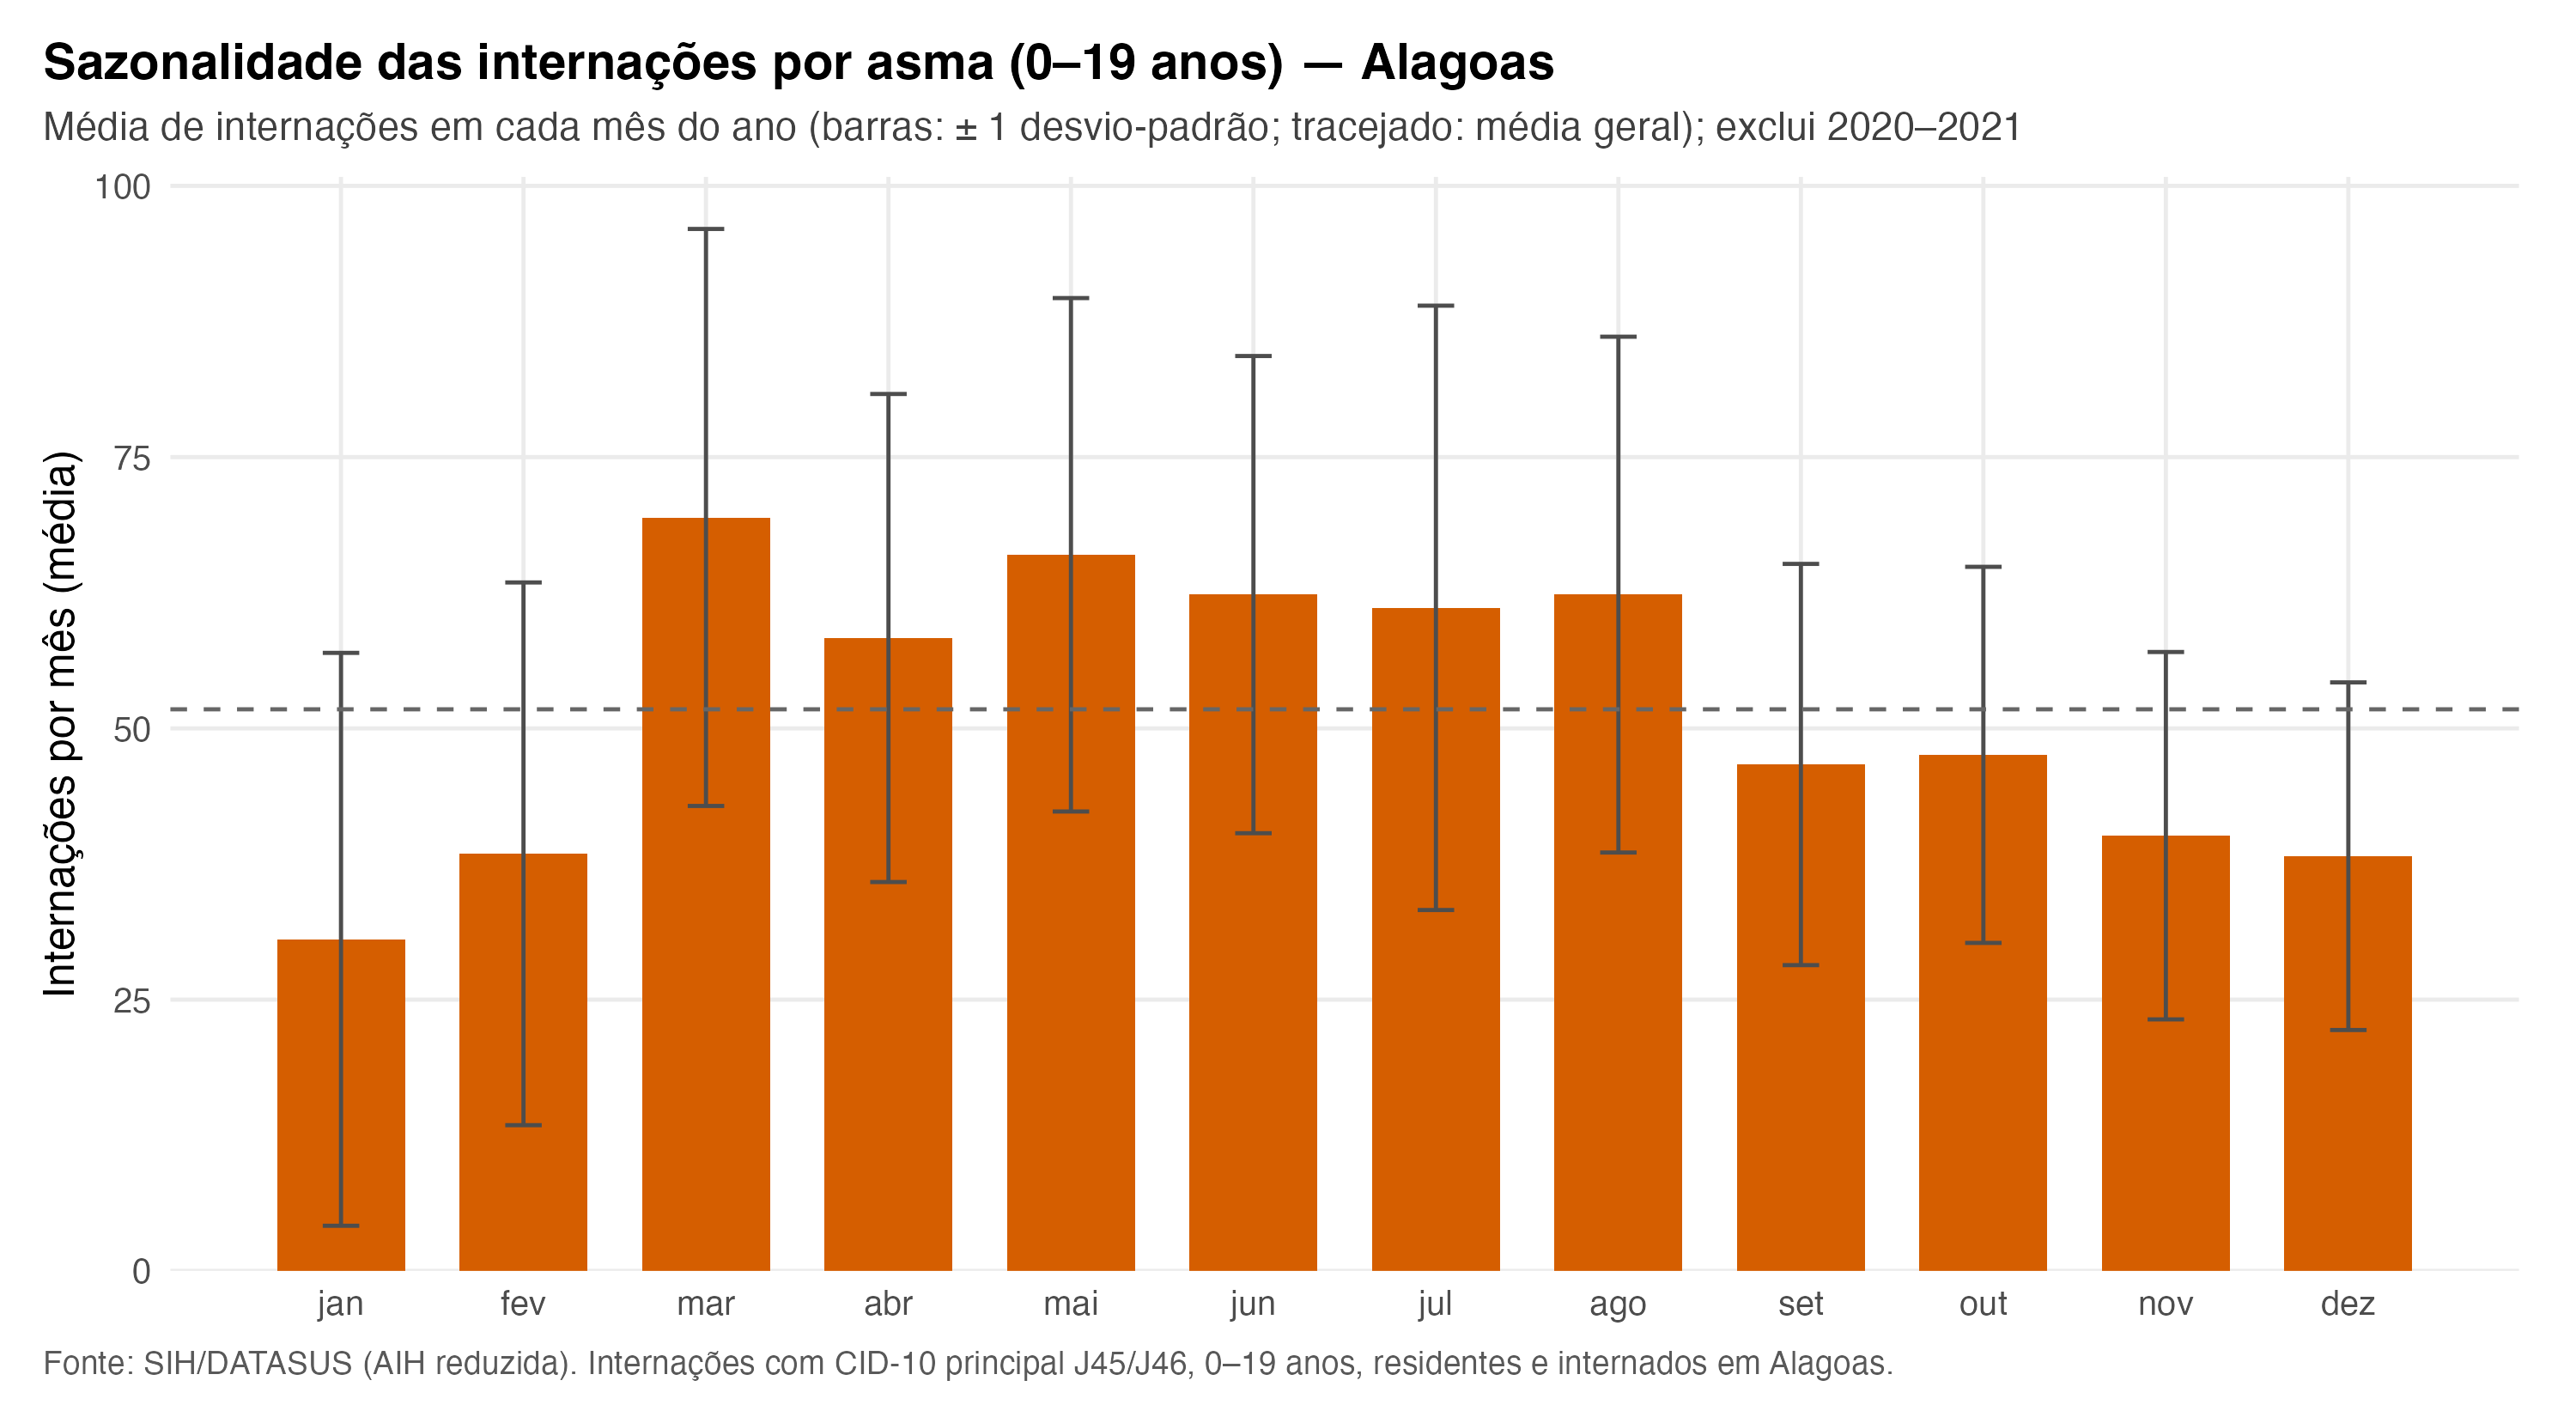 Sazonalidade das internações por asma (0–19 anos) — Alagoas
Média de internações em cada mês do ano (barras: ± 1 desvio-padrão; tracejado: média geral); exclui 2020–2021
Internações por mês (média)
100
75
50
25
0
jan fev mar abr mai jun jul ago set out nov dez
Fonte: SIH/DATASUS (AIH reduzida). Internações com CID-10 principal J45/J46, 0–19 anos, residentes e internados em Alagoas.